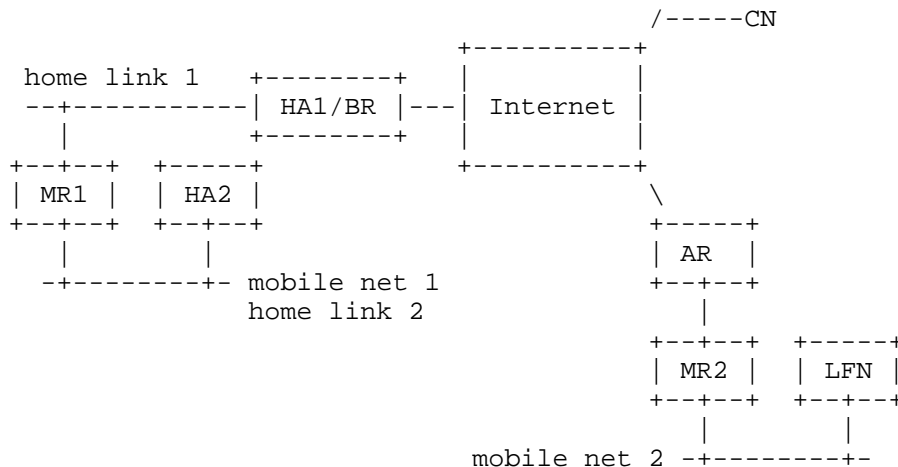 /-----CN
+----------+
home link 1 +--------+ | |
--+-----------| HA1/BR |---| Internet |
| +--------+ | |
+--+--+ +-----+ +----------+
| MR1 | | HA2 | \
+--+--+ +--+--+ +-----+
| | | AR |
-+--------+- mobile net 1 +--+--+
home link 2 |
+--+--+ +-----+
| MR2 | | LFN |
+--+--+ +--+--+
| |
mobile net 2 -+--------+-